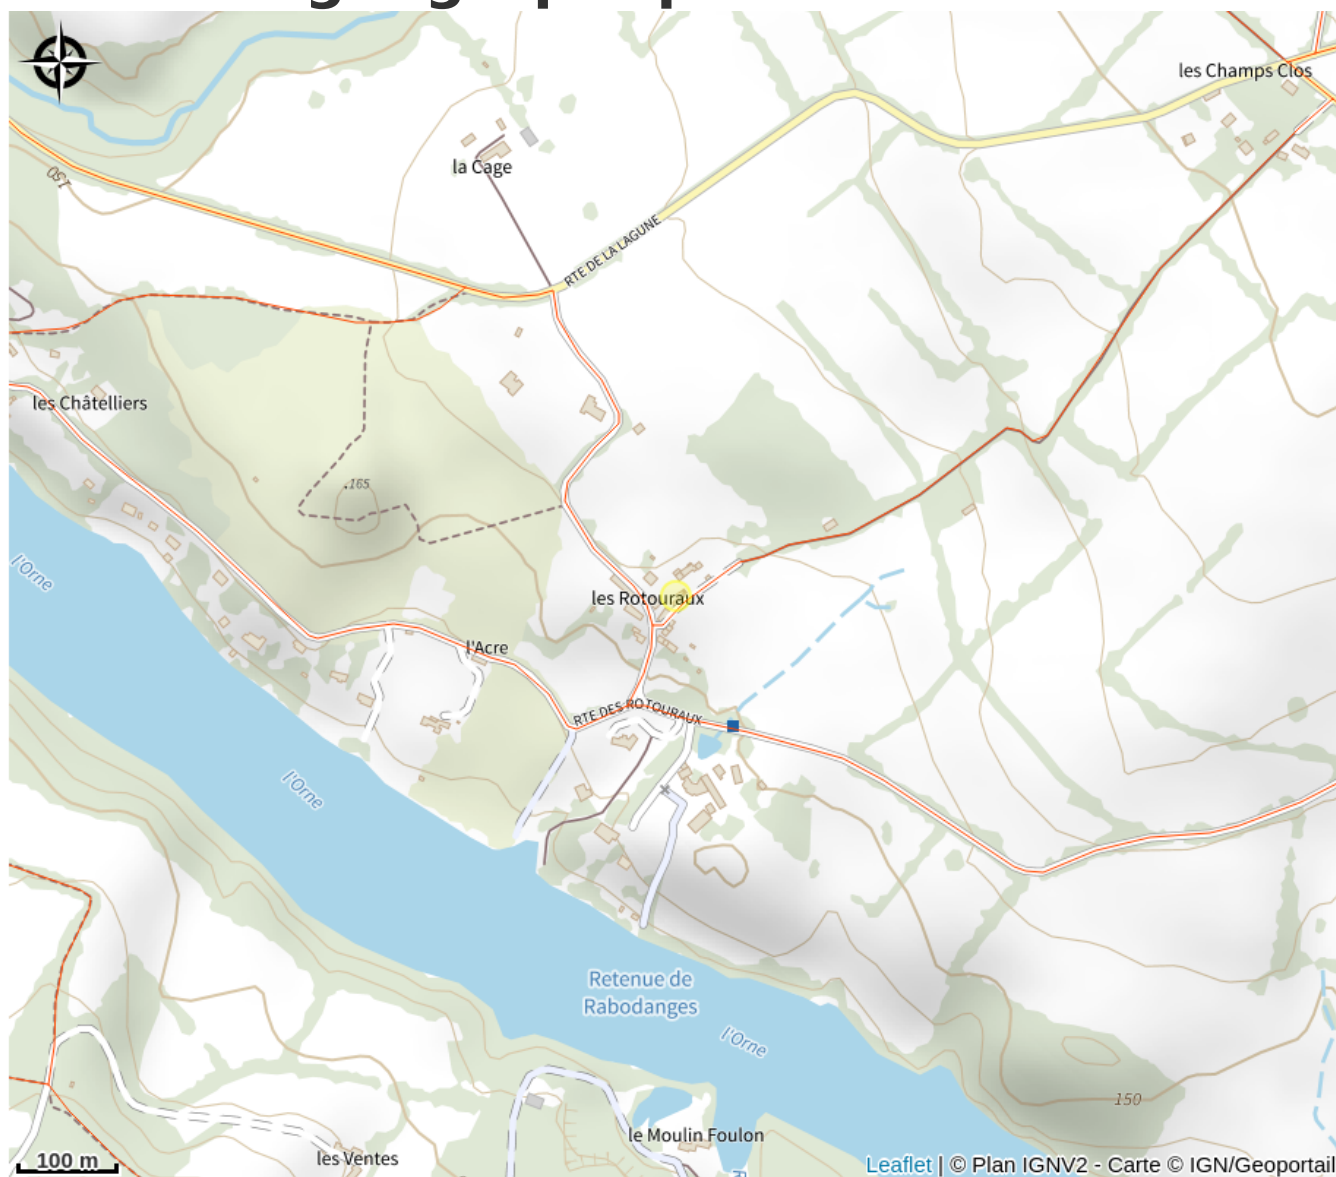 les Champs Clos
la Cage
150
RTE DE LA LAGUNE
les Châtelliers
.165
l'Orne
les Rotouraux
l'Acre
RTE DES ROTOURAUX
l'Orne
Retenue de
Rabodanges
l'Orne
150
le Moulin Foulon
les Ventes
100 m
Leaflet | © Plan IGNV2 - Carte © IGN/Geoportail